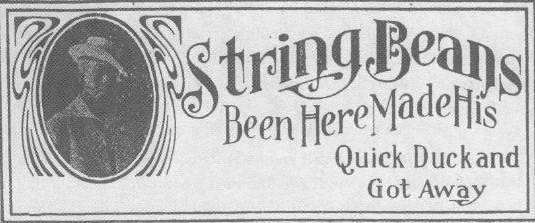 String Beans
Been Here Made His
Quick Duck and
Got Away